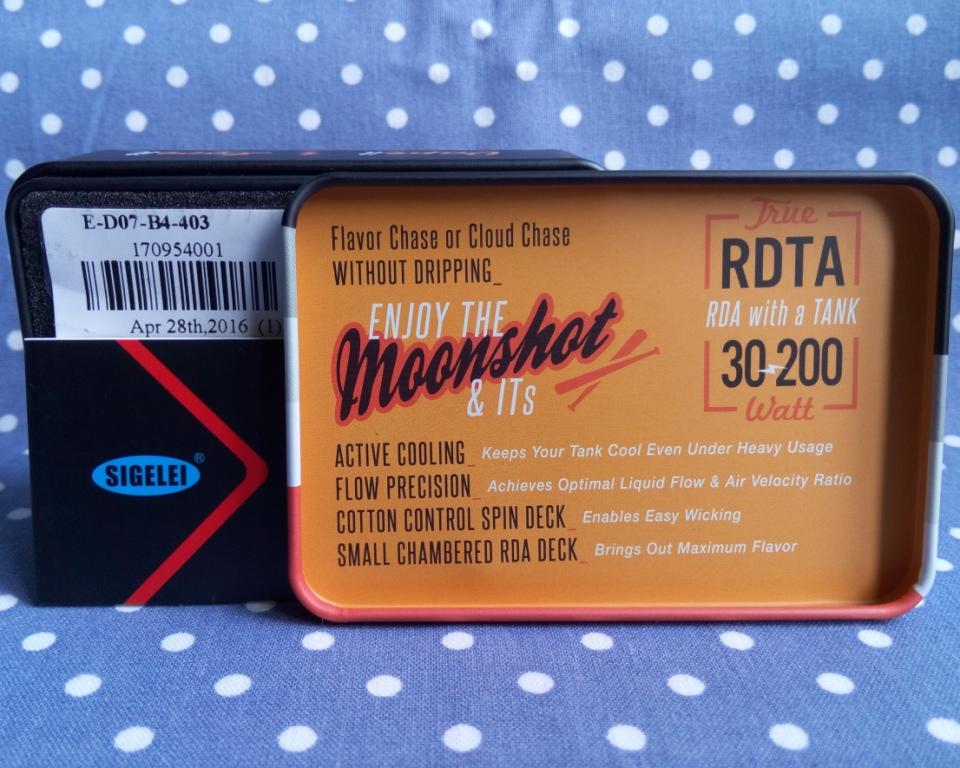 E-D07-B4-403
170954001
Apr 28th,2016 (1)
SIGELEI®
Flavor Chase or Cloud Chase
WITHOUT DRIPPING_
ENJOY THE
Moonshot
& ITs
True
RDTA
RDA with a TANK
30-200
Watt
ACTIVE COOLING_ Keeps Your Tank Cool Even Under Heavy Usage
FLOW PRECISION_ Achieves Optimal Liquid Flow & Air Velocity Ratio
COTTON CONTROL SPIN DECK_ Enables Easy Wicking
SMALL CHAMBERED RDA DECK_ Brings Out Maximum Flavor